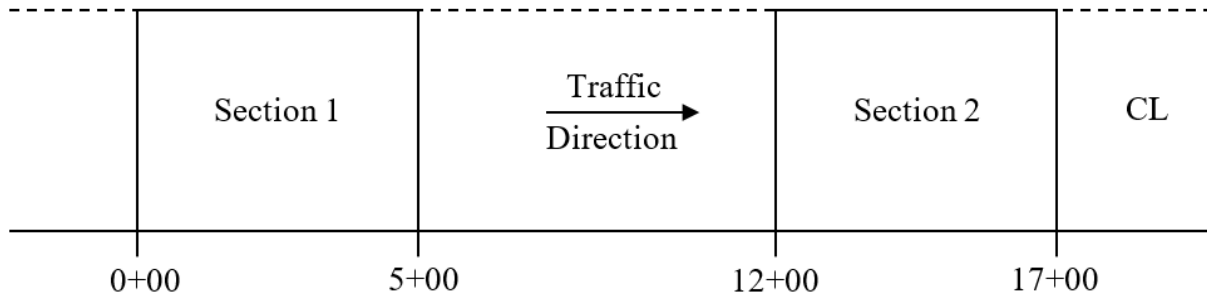 Section 1
Traffic
Direction
Section 2
CL
0+00
5+00
12+00
17+00